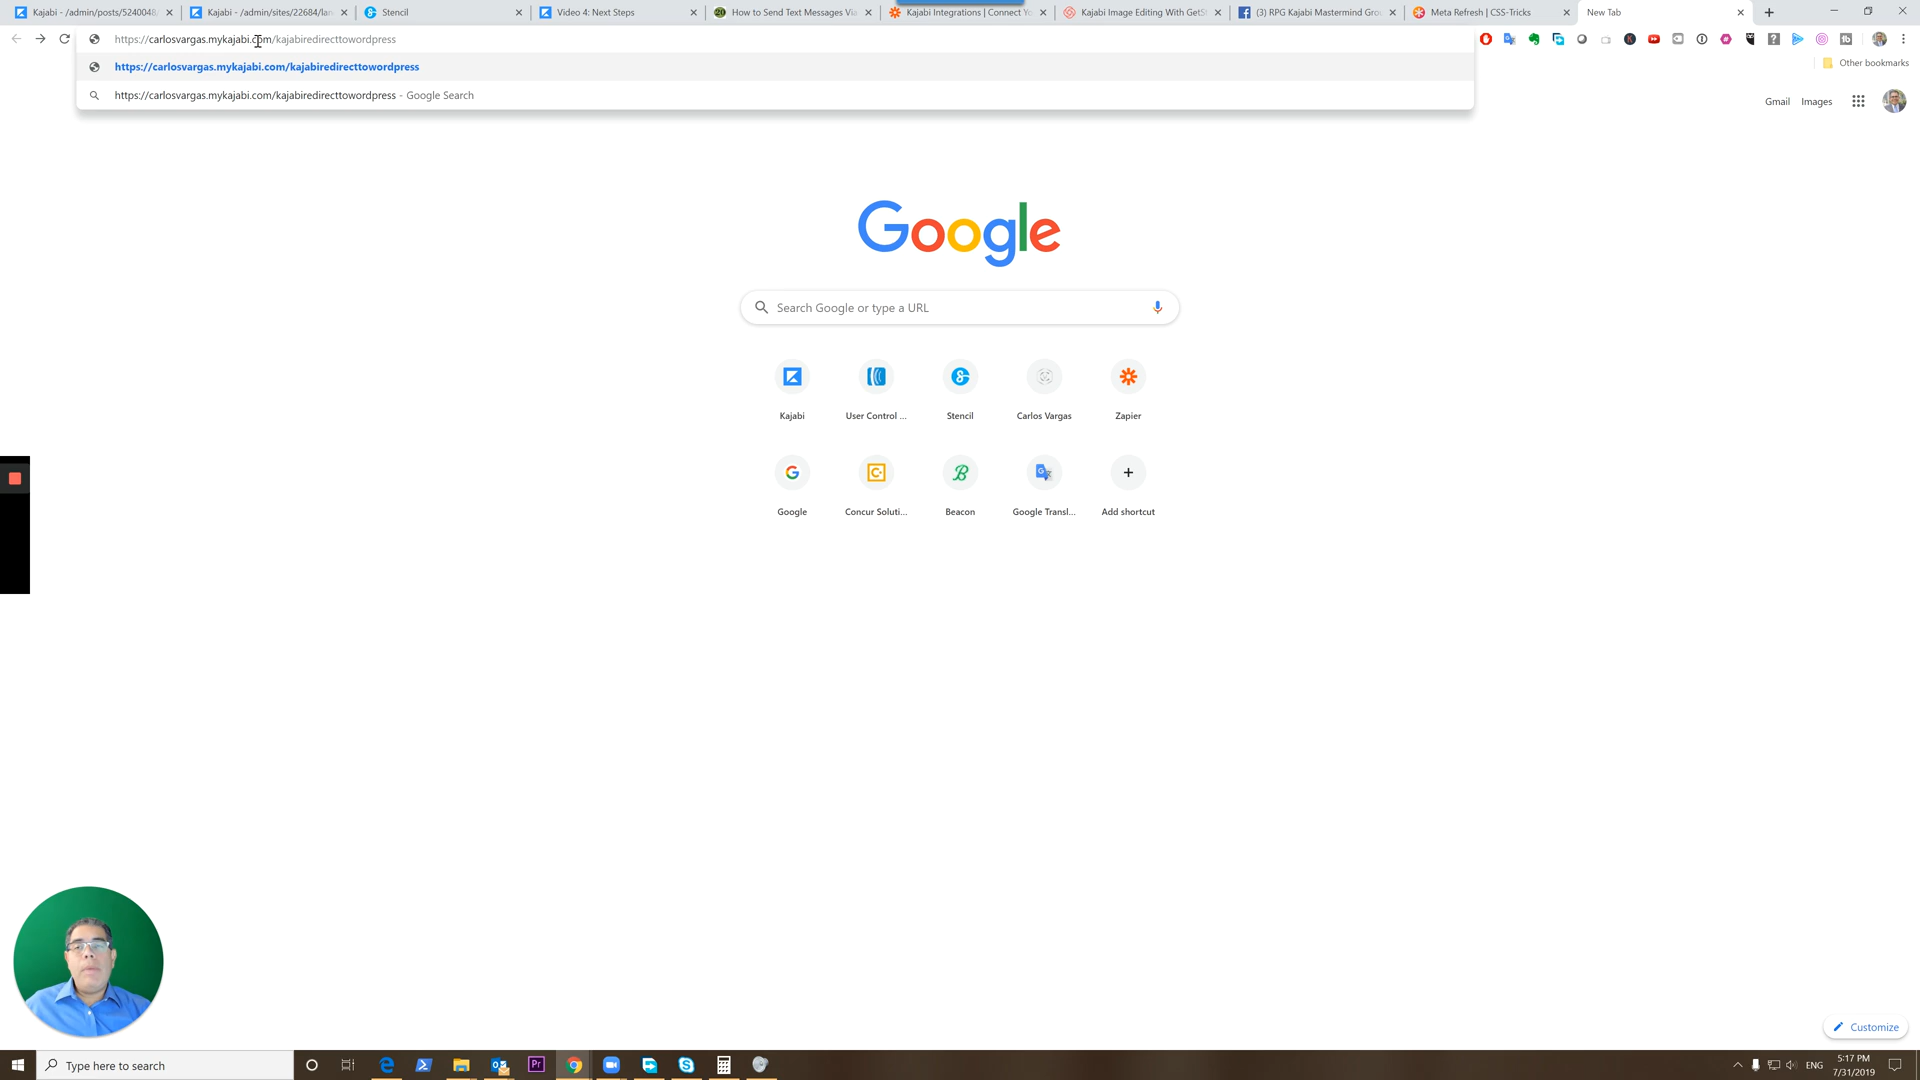 Kajabi - /admin/posts/5240048
Kajabi - /admin/sites/22684/lan
Stencil
Video 4: Next Steps
How to Send Text Messages Via
Kajabi Integrations | Connect Yo
Kajabi Image Editing With GetSt
(3) RPG Kajabi Mastermind Grou
Meta Refresh | CSS-Tricks
New Tab
https://carlosvargas.mykajabi.com/kajabiredirecttowordpress
https://carlosvargas.mykajabi.com/kajabiredirecttowordpress
https://carlosvargas.mykajabi.com/kajabiredirecttowordpress - Google Search
Other bookmarks
Gmail Images
Google
Search Google or type a URL
Kajabi
User Control ...
Stencil
Carlos Vargas
Zapier
Google
Concur Soluti...
Beacon
Google Transl...
Add shortcut
Customize
Type here to search
Pr
ENG
5:17 PM
7/31/2019